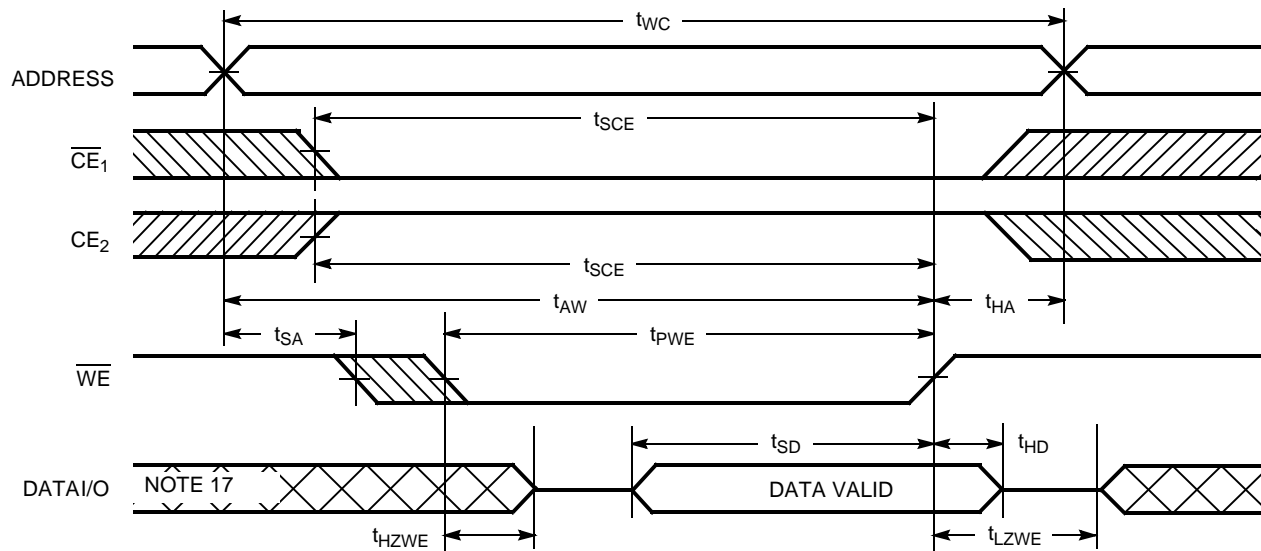 tWC
ADDRESS
tSCE
CE1
CE2
tSCE
tAW
tHA
tSA
tPWE
WE
tSD
tHD
DATAI/O
NOTE 17
DATA VALID
tHZWE
tLZWE